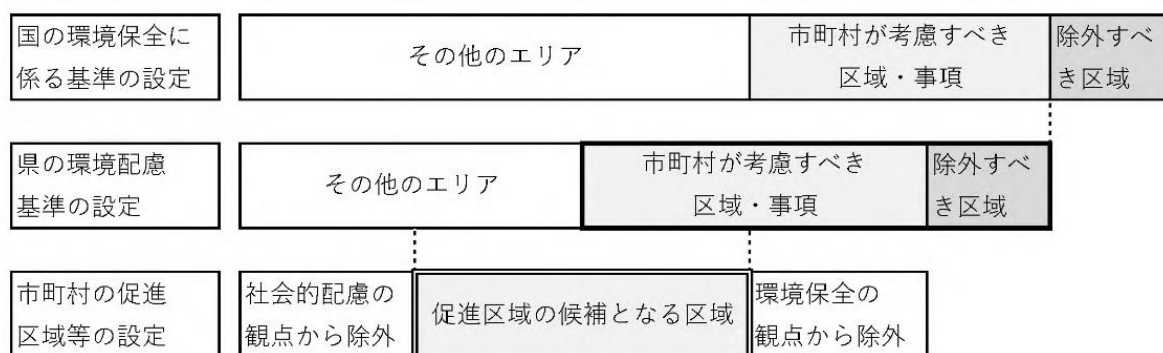 国の環境保全に
係る基準の設定
その他のエリア
市町村が考慮すべき
区域・事項
除外すべ
き区域
県の環境配慮
基準の設定
その他のエリア
市町村が考慮すべき
区域・事項
除外すべ
き区域
市町村の促進
区域等の設定
社会的配慮の
観点から除外
促進区域の候補となる区域
環境保全の
観点から除外